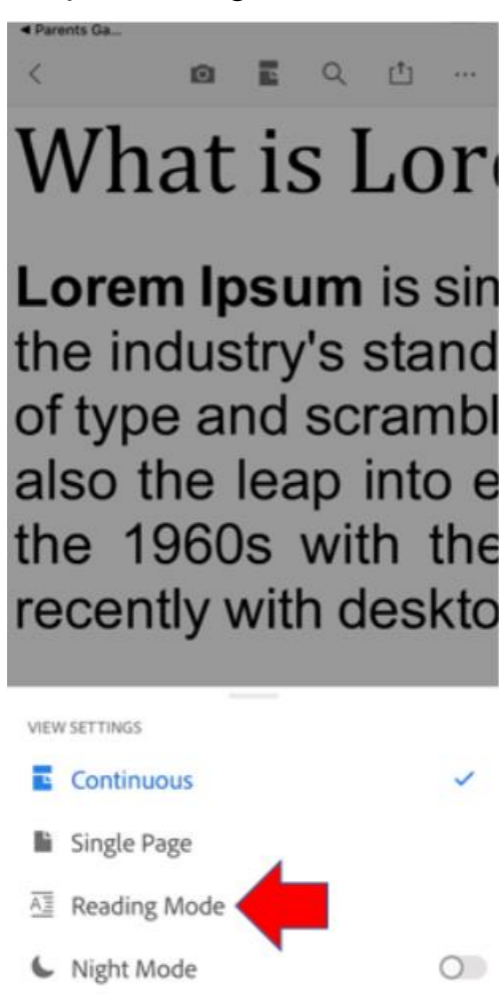 ◀ Parents Ga...
What is Lor
Lorem Ipsum is sin
the industry's stand
of type and scrambl
also the leap into e
the 1960s with the
recently with deskto
VIEW SETTINGS
Continuous
Single Page
Reading Mode
Night Mode